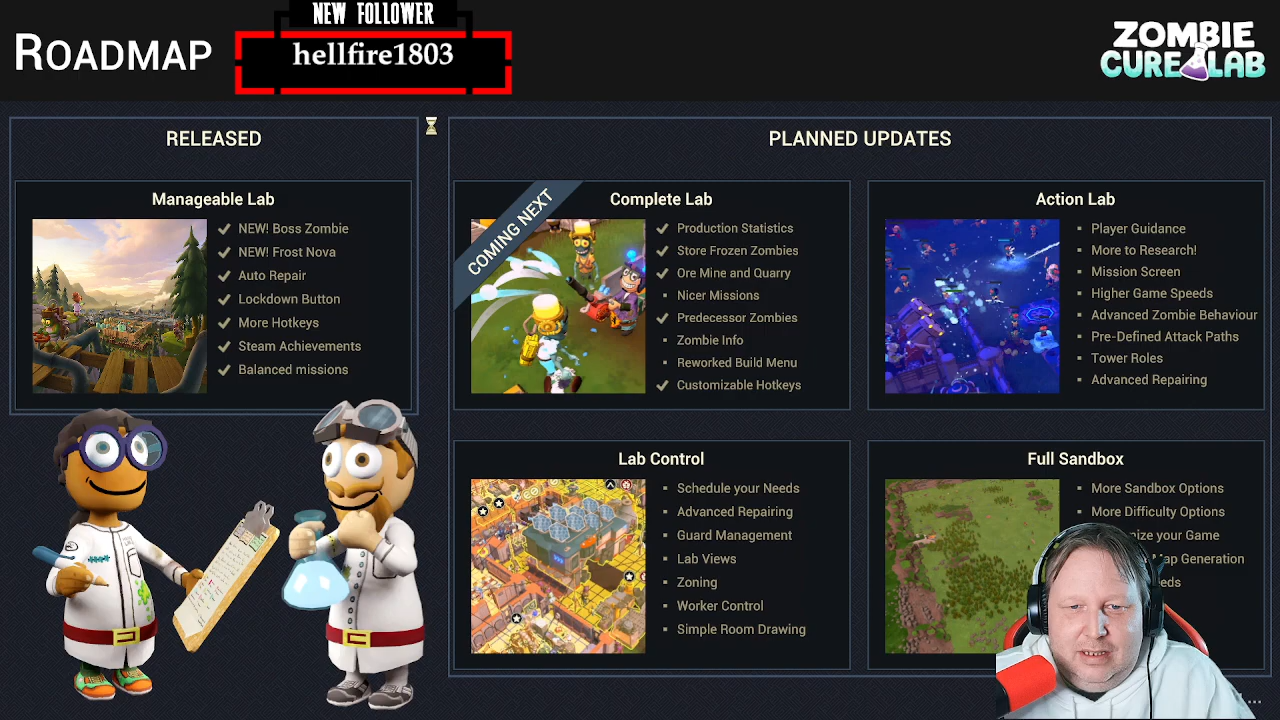 NEW FOLLOWER
hellfire1803
ROADMAP
ZOMBIE
CURE LAB
RELEASED
Manageable Lab
NEW! Boss Zombie
NEW! Frost Nova
Auto Repair
Lockdown Button
More Hotkeys
Steam Achievements
Balanced missions
PLANNED UPDATES
COMING NEXT
Complete Lab
Production Statistics
Store Frozen Zombies
Ore Mine and Quarry
Nicer Missions
Predecessor Zombies
Zombie Info
Reworked Build Menu
Customizable Hotkeys
Action Lab
Player Guidance
More to Research!
Mission Screen
Higher Game Speeds
Advanced Zombie Behaviour
Pre-Defined Attack Paths
Tower Roles
Advanced Repairing
Lab Control
Schedule your Needs
Advanced Repairing
Guard Management
Lab Views
Zoning
Worker Control
Simple Room Drawing
Full Sandbox
More Sandbox Options
More Difficulty Options
your Game
Map Generation